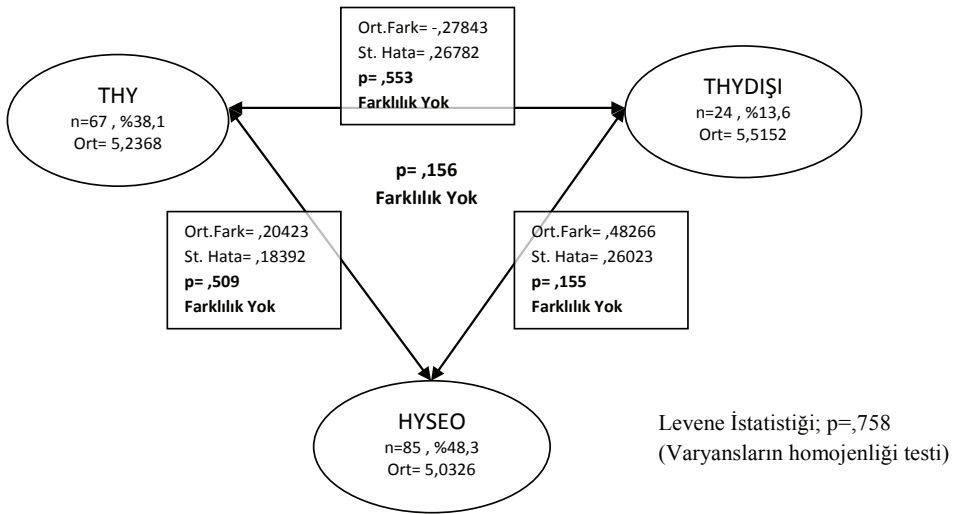 Ort.Fark= -,27843
St. Hata= ,26782
p= ,553
Farklılık Yok
THY
n=67 , %38,1
Ort= 5,2368
THYDIŞI
n=24 , %13,6
Ort= 5,5152
p= ,156
Farklılık Yok
Ort.Fark= ,20423
St. Hata= ,18392
p= ,509
Farklılık Yok
Ort.Fark= ,48266
St. Hata= ,26023
p= ,155
Farklılık Yok
HYSEO
n=85 , %48,3
Ort= 5,0326
Levene İstatistiği; p=,758
(Varyansların homojenliği testi)